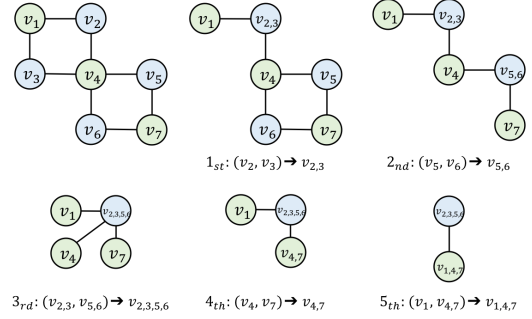 v₁ v₂ v₁ v₂,₃ v₁ v₂,₃
v₃ v₄ v₅ v₄ v₅ v₄ v₅,₆
v₆ v₇ v₆ v₇ v₇
1ₛₜ: (v₂, v₃) → v₂,₃
2ₙd: (v₅, v₆) → v₅,₆
v₁ v₂,₃,₅,₆ v₁ v₂,₃,₅,₆ v₂,₃,₅,₆
v₄ v₇ v₄,₇ v₁,₄,₇
3ᵣd: (v₂,₃, v₅,₆) → v₂,₃,₅,₆
4ₜₕ: (v₄, v₇) → v₄,₇
5ₜₕ: (v₁, v₄,₇) → v₁,₄,₇